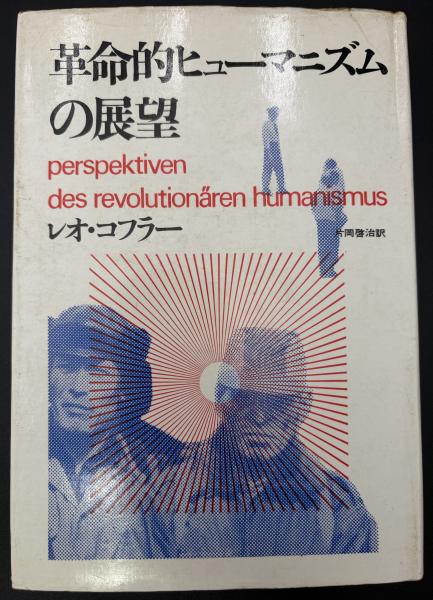 革命的ヒューマニズム
の展望
perspektiven
des revolutionären humanismus
レオ・コフラー
片岡啓治訳